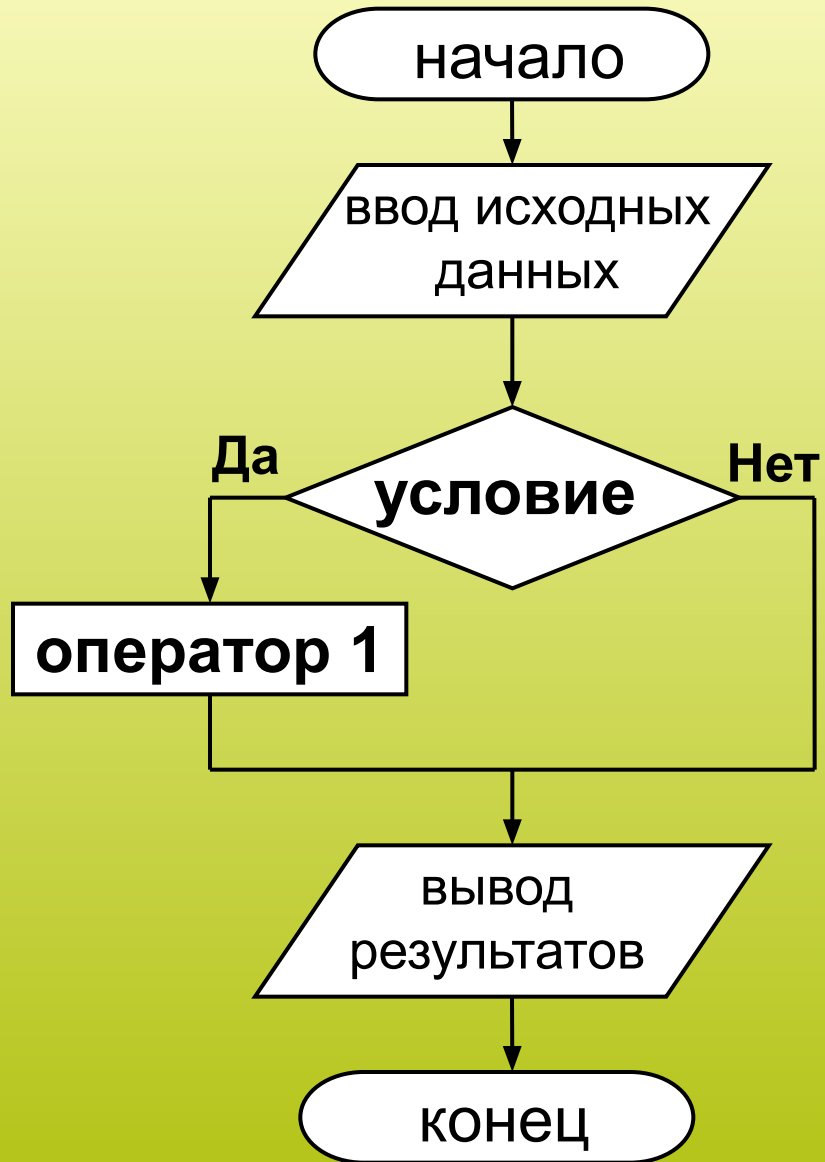 начало
ввод исходных
данных
Да
Нет
условие
оператор 1
вывод
результатов
конец